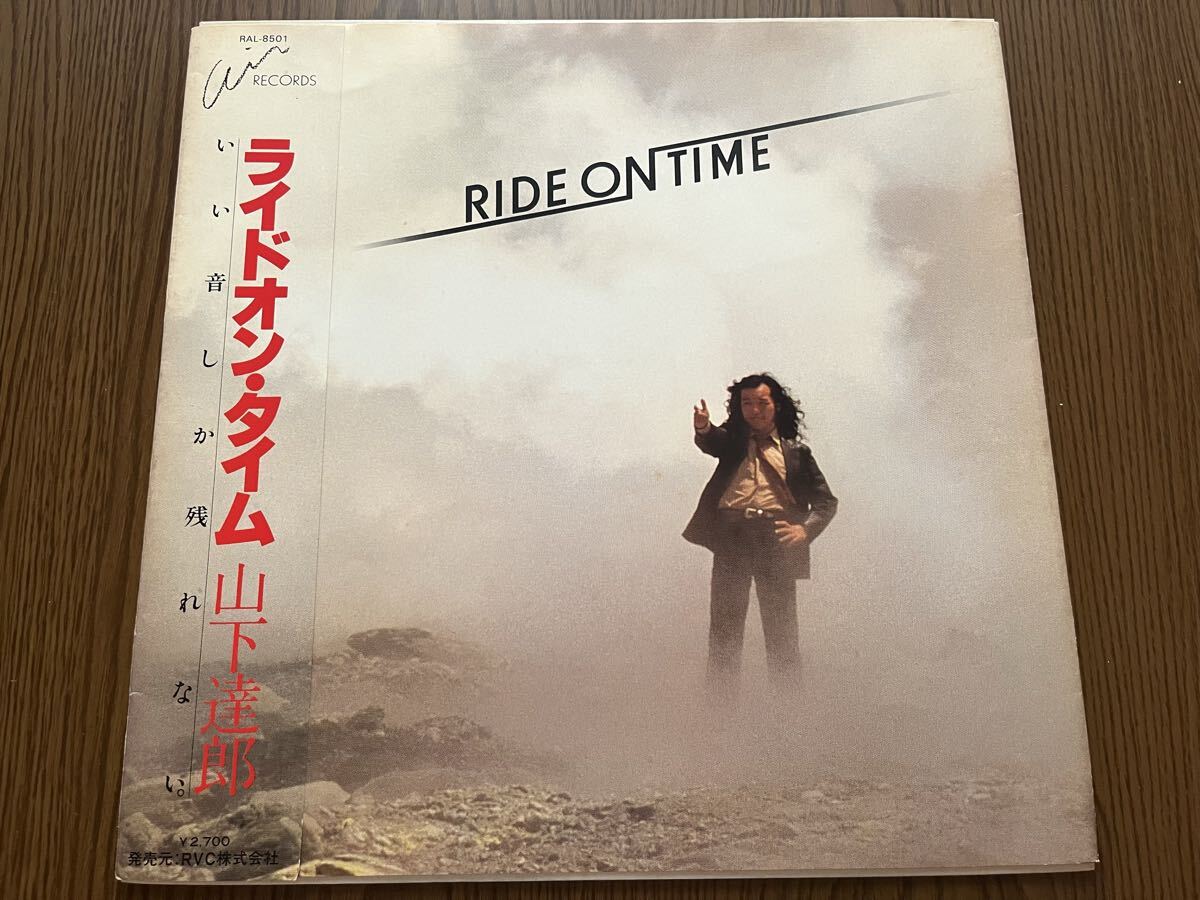 RAL-8501
Air
RECORDS
ライドオン・タイム
山下達郎
いい音しか残れない。
¥2,700
発売元:RVC株式会社
RIDE ON TIME